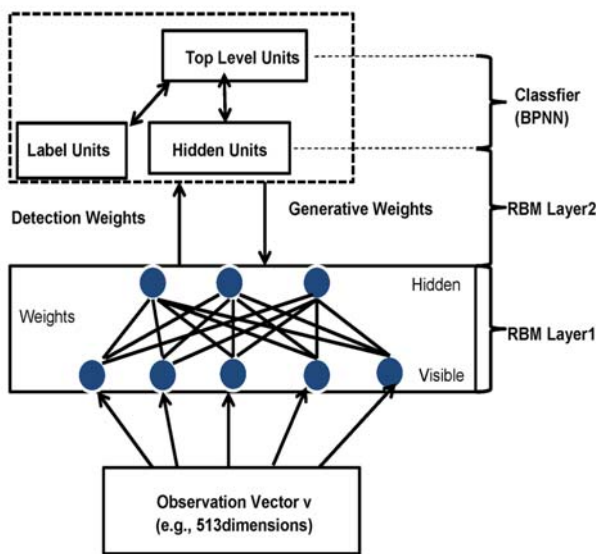 Top Level Units
Classfier
(BPNN)
Label Units
Hidden Units
Detection Weights
Generative Weights
RBM Layer2
Hidden
Weights
RBM Layer1
Visible
Observation Vector v
(e.g., 513dimensions)